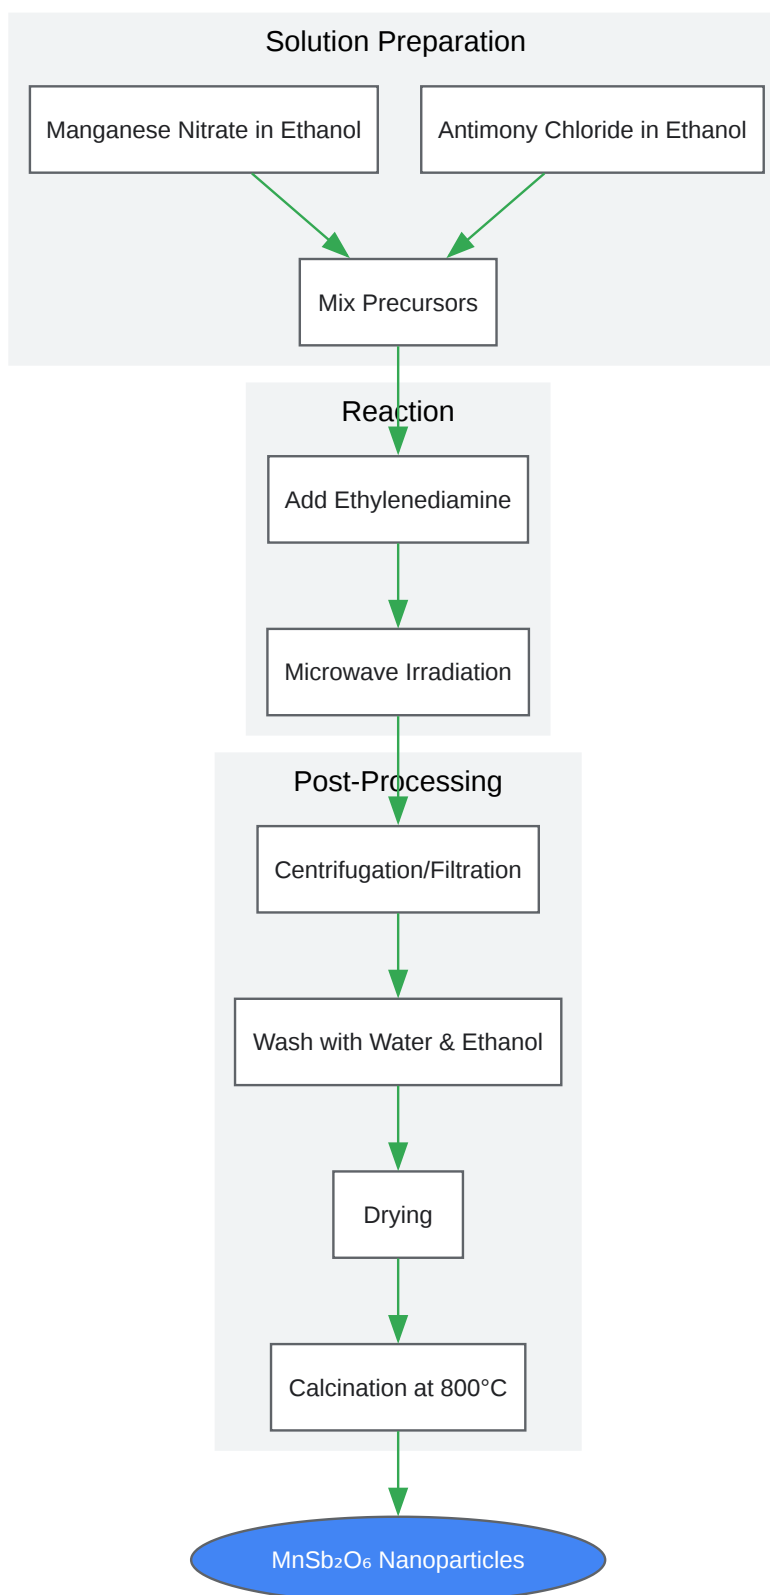 Solution Preparation
Manganese Nitrate in Ethanol
Antimony Chloride in Ethanol
Mix Precursors
Reaction
Add Ethylenediamine
Microwave Irradiation
Post-Processing
Centrifugation/Filtration
Wash with Water & Ethanol
Drying
Calcination at 800°C
MnSb₂O₆ Nanoparticles